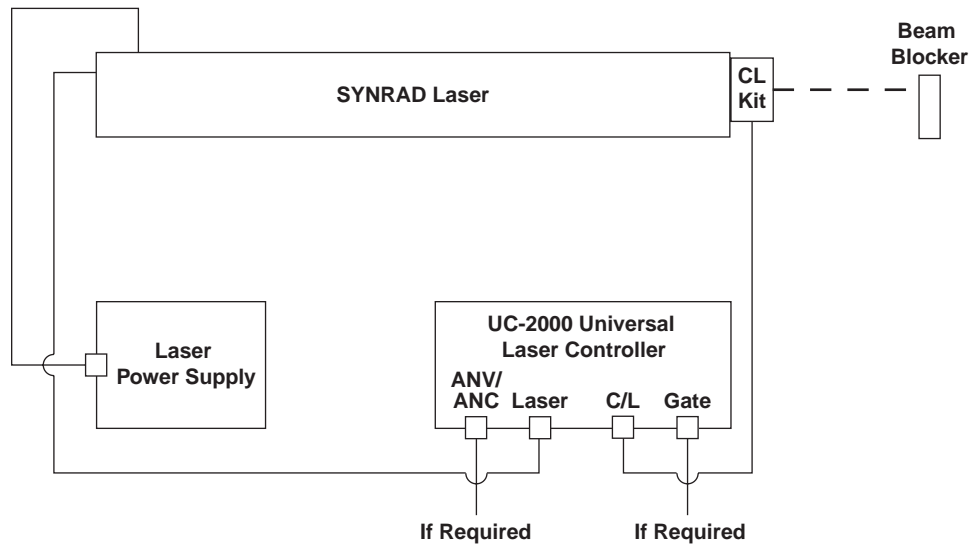 Beam
Blocker
SYNRAD Laser
CL
Kit
Laser
Power Supply
UC-2000 Universal
Laser Controller
ANV/
ANC Laser C/L Gate
If Required If Required